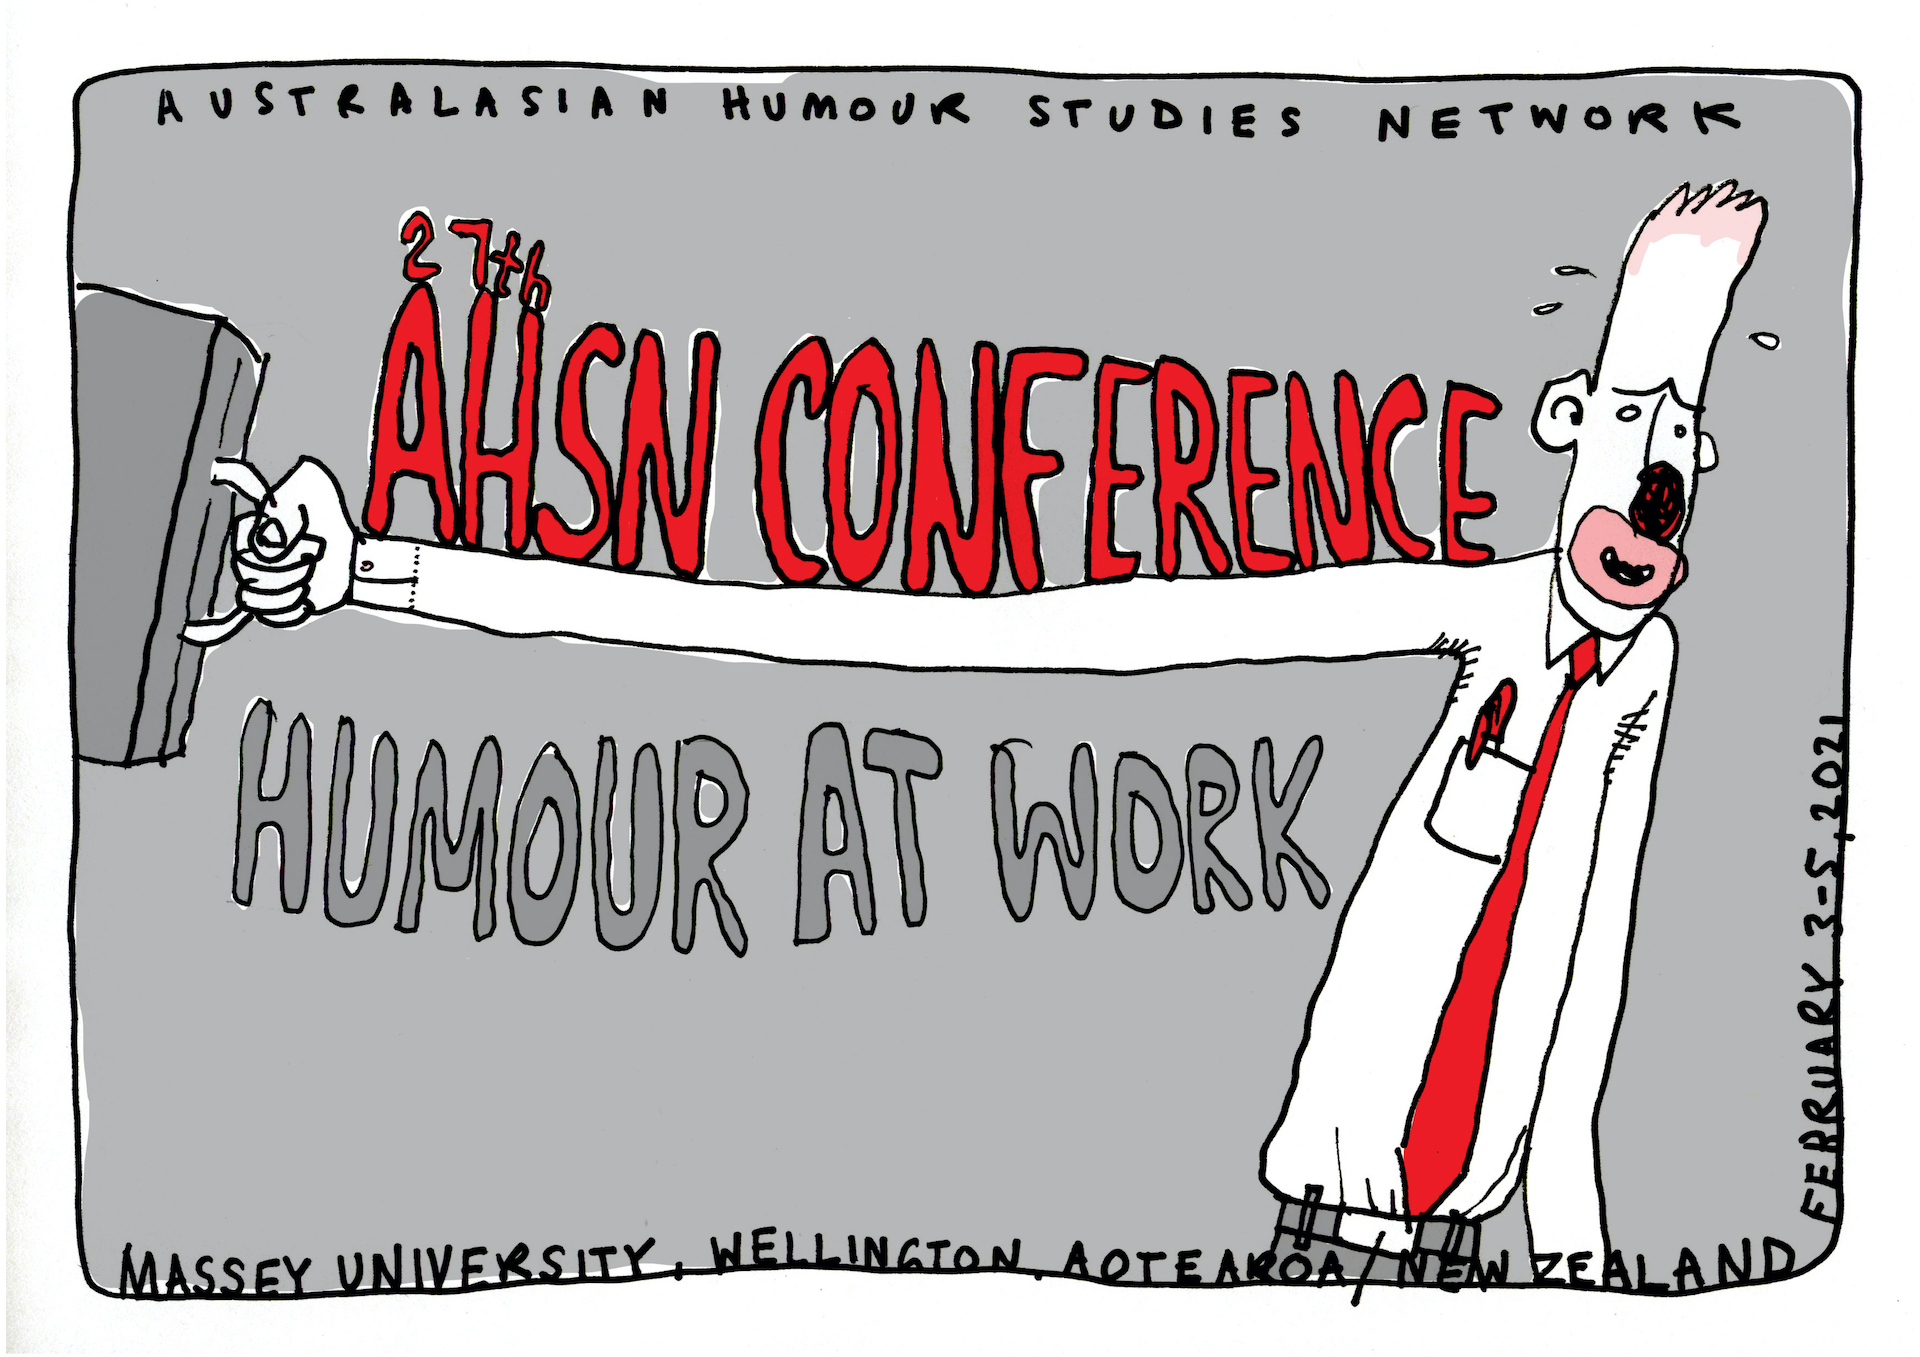 AUSTRALASIAN HUMOUR STUDIES NETWORK
27th
AHSN CONFERENCE
HUMOUR AT WORK
FEBRUARY 3-5, 2021
MASSEY UNIVERSITY, WELLINGTON, AOTEAROA/NEW ZEALAND